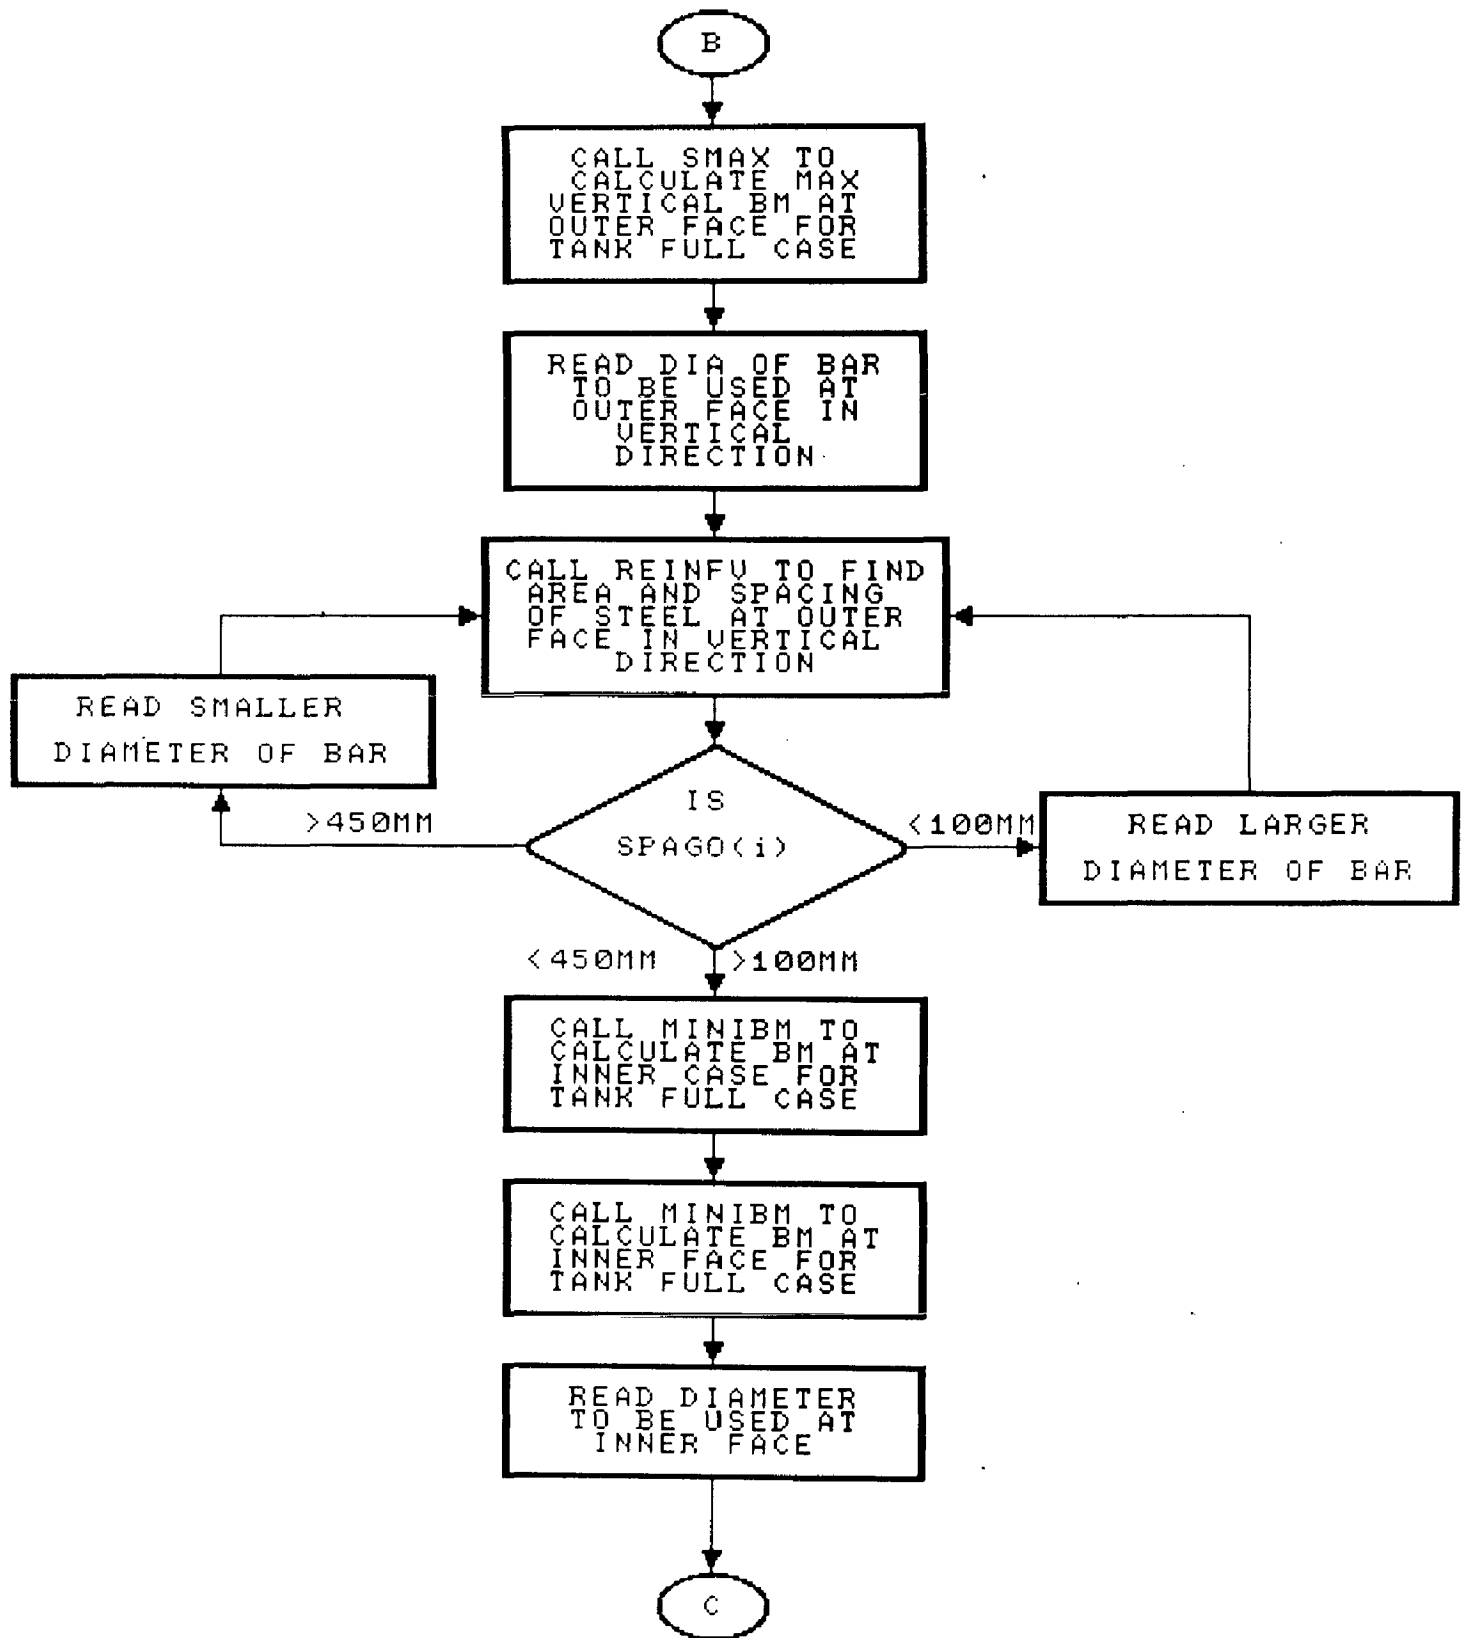 B
CALL SMAX TO
CALCULATE MAX
VERTICAL BM AT
OUTER FACE FOR
TANK FULL CASE
READ DIA OF BAR
TO BE USED AT
OUTER FACE IN
VERTICAL
DIRECTION
CALL REINFV TO FIND
AREA AND SPACING
OF STEEL AT OUTER
FACE IN VERTICAL
DIRECTION
READ SMALLER
DIAMETER OF BAR
>450MM
IS
SPAGO(i)
<100MM
READ LARGER
DIAMETER OF BAR
<450MM >100MM
CALL MINIBM TO
CALCULATE BM AT
INNER CASE FOR
TANK FULL CASE
CALL MINIBM TO
CALCULATE BM AT
INNER FACE FOR
TANK FULL CASE
READ DIAMETER
TO BE USED AT
INNER FACE
C